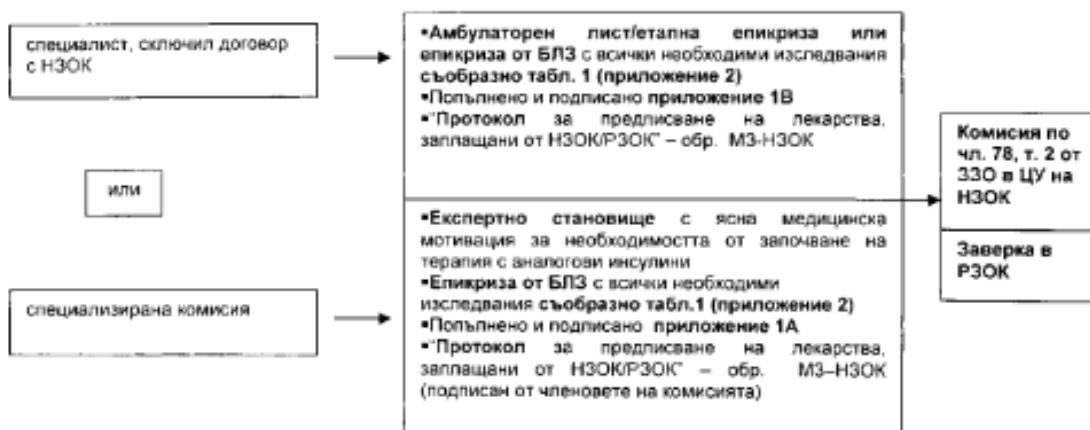 специалист, сключил договор
с НЗОК
или
специализирана комисия
▪Амбулаторен лист/етапна епикриза или
епикриза от БЛЗ с всички необходими изследвания
съобразно табл. 1 (приложение 2)
▪Попълнено и подписано приложение 1В
▪"Протокол за предписване на лекарства,
заплащани от НЗОК/РЗОК" – обр. МЗ-НЗОК
▪Експертно становище с ясна медицинска
мотивация за необходимостта от започване на
терапия с аналогови инсулини
▪Епикриза от БЛЗ с всички необходими
изследвания съобразно табл.1 (приложение 2)
▪Попълнено и подписано приложение 1А
▪"Протокол за предписване на лекарства,
заплащани от НЗОК/РЗОК" – обр. МЗ–НЗОК
(подписан от членовете на комисията)
Комисия по
чл. 78, т. 2 от
ЗЗО в ЦУ на
НЗОК
Заверка в
РЗОК